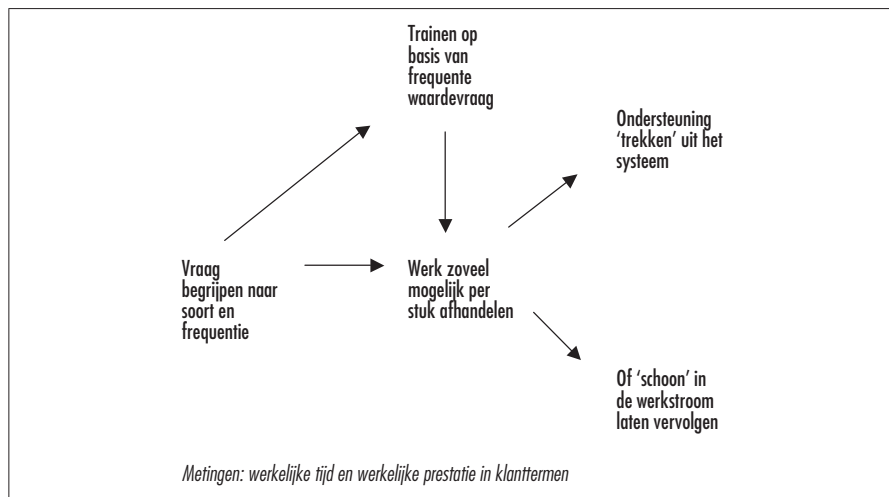 Trainen op
basis van
frequente
waardevraag
Ondersteuning
‘trekken’ uit het
systeem
Vraag
begrijpen naar
soort en
frequentie
Werk zoveel
mogelijk per
stuk afhandelen
Of ‘schoon’ in
de werkstroom
laten vervolgen
Metingen: werkelijke tijd en werkelijke prestatie in klanttermen